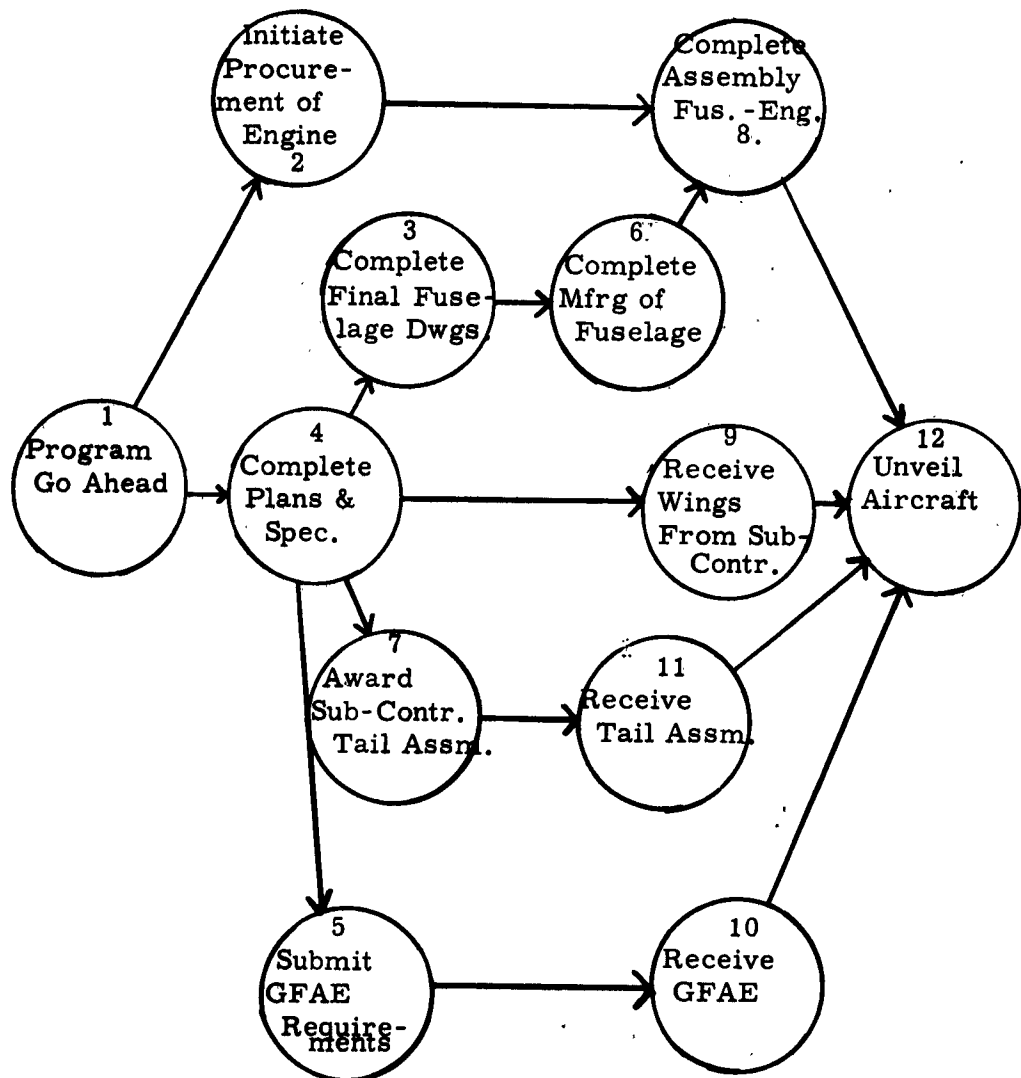 Initiate
Procure-
ment of
Engine
2
Complete
Assembly
Fus.-Eng.
8.
3
Complete
Final Fuse-
lage Dwgs.
6.
Complete
Mfrg of
Fuselage
1
Program
Go Ahead
4
Complete
Plans &
Spec.
9
Receive
Wings
From Sub-
Contr.
12
Unveil
Aircraft
7
Award
Sub-Contr.
Tail Assm.
11
Receive
Tail Assm.
5
Submit
GFAE
Require-
ments
10
Receive
GFAE